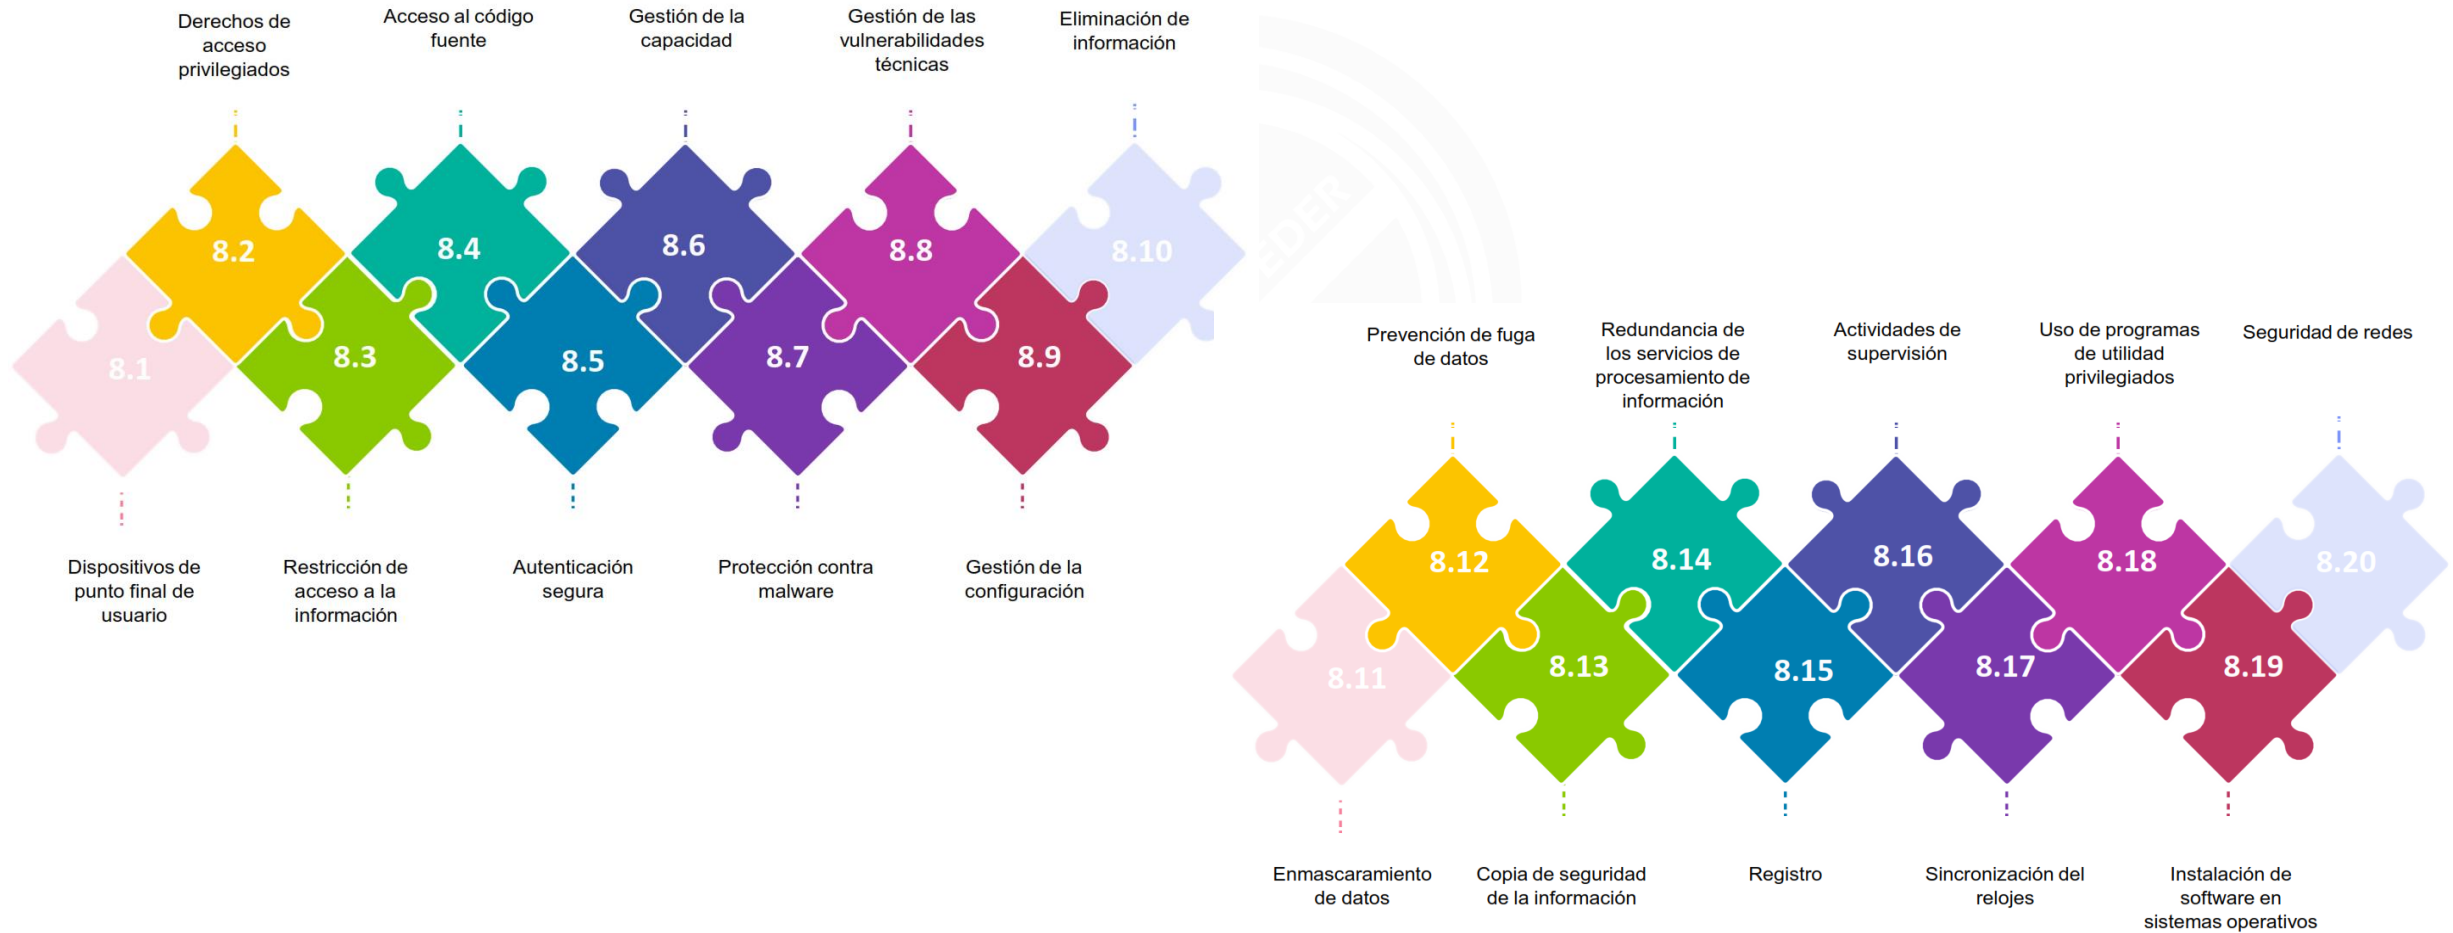 Derechos de
acceso
privilegiados
Acceso al código
fuente
Gestión de la
capacidad
Gestión de las
vulnerabilidades
técnicas
Eliminación de
información
8.2
8.4
8.6
8.8
8.10
8.1
8.3
8.5
8.7
8.9
Dispositivos de
punto final de
usuario
Restricción de
acceso a la
información
Autenticación
segura
Protección contra
malware
Gestión de la
configuración
Prevención de fuga
de datos
Redundancia de
los servicios de
procesamiento de
información
Actividades de
supervisión
Uso de programas
de utilidad
privilegiados
Seguridad de redes
8.12
8.14
8.16
8.18
8.20
8.11
8.13
8.15
8.17
8.19
Enmascaramiento
de datos
Copia de seguridad
de la información
Registro
Sincronización del
relojes
Instalación de
software en
sistemas operativos